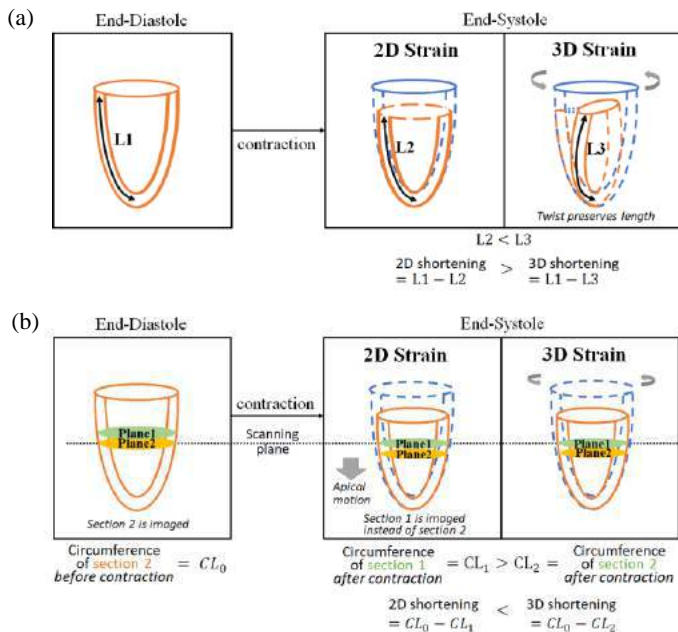 (a)
End-Diastole
End-Systole
2D Strain
3D Strain
L1
contraction
L2
L3
Twist preserves length
L2 < L3
2D shortening > 3D shortening
= L1 − L2 = L1 − L3
(b)
End-Diastole
End-Systole
2D Strain
3D Strain
contraction
Scanning
plane
Plane1
Plane2
Plane1
Plane2
Plane1
Plane2
Apical
motion
Section 2 is imaged
Section 1 is imaged
instead of section 2
Circumference
of section 2 = CL₀
before contraction
Circumference
of section 1 = CL₁ > CL₂ =
after contraction
Circumference
of section 2
after contraction
2D shortening < 3D shortening
= CL₀ − CL₁ = CL₀ − CL₂